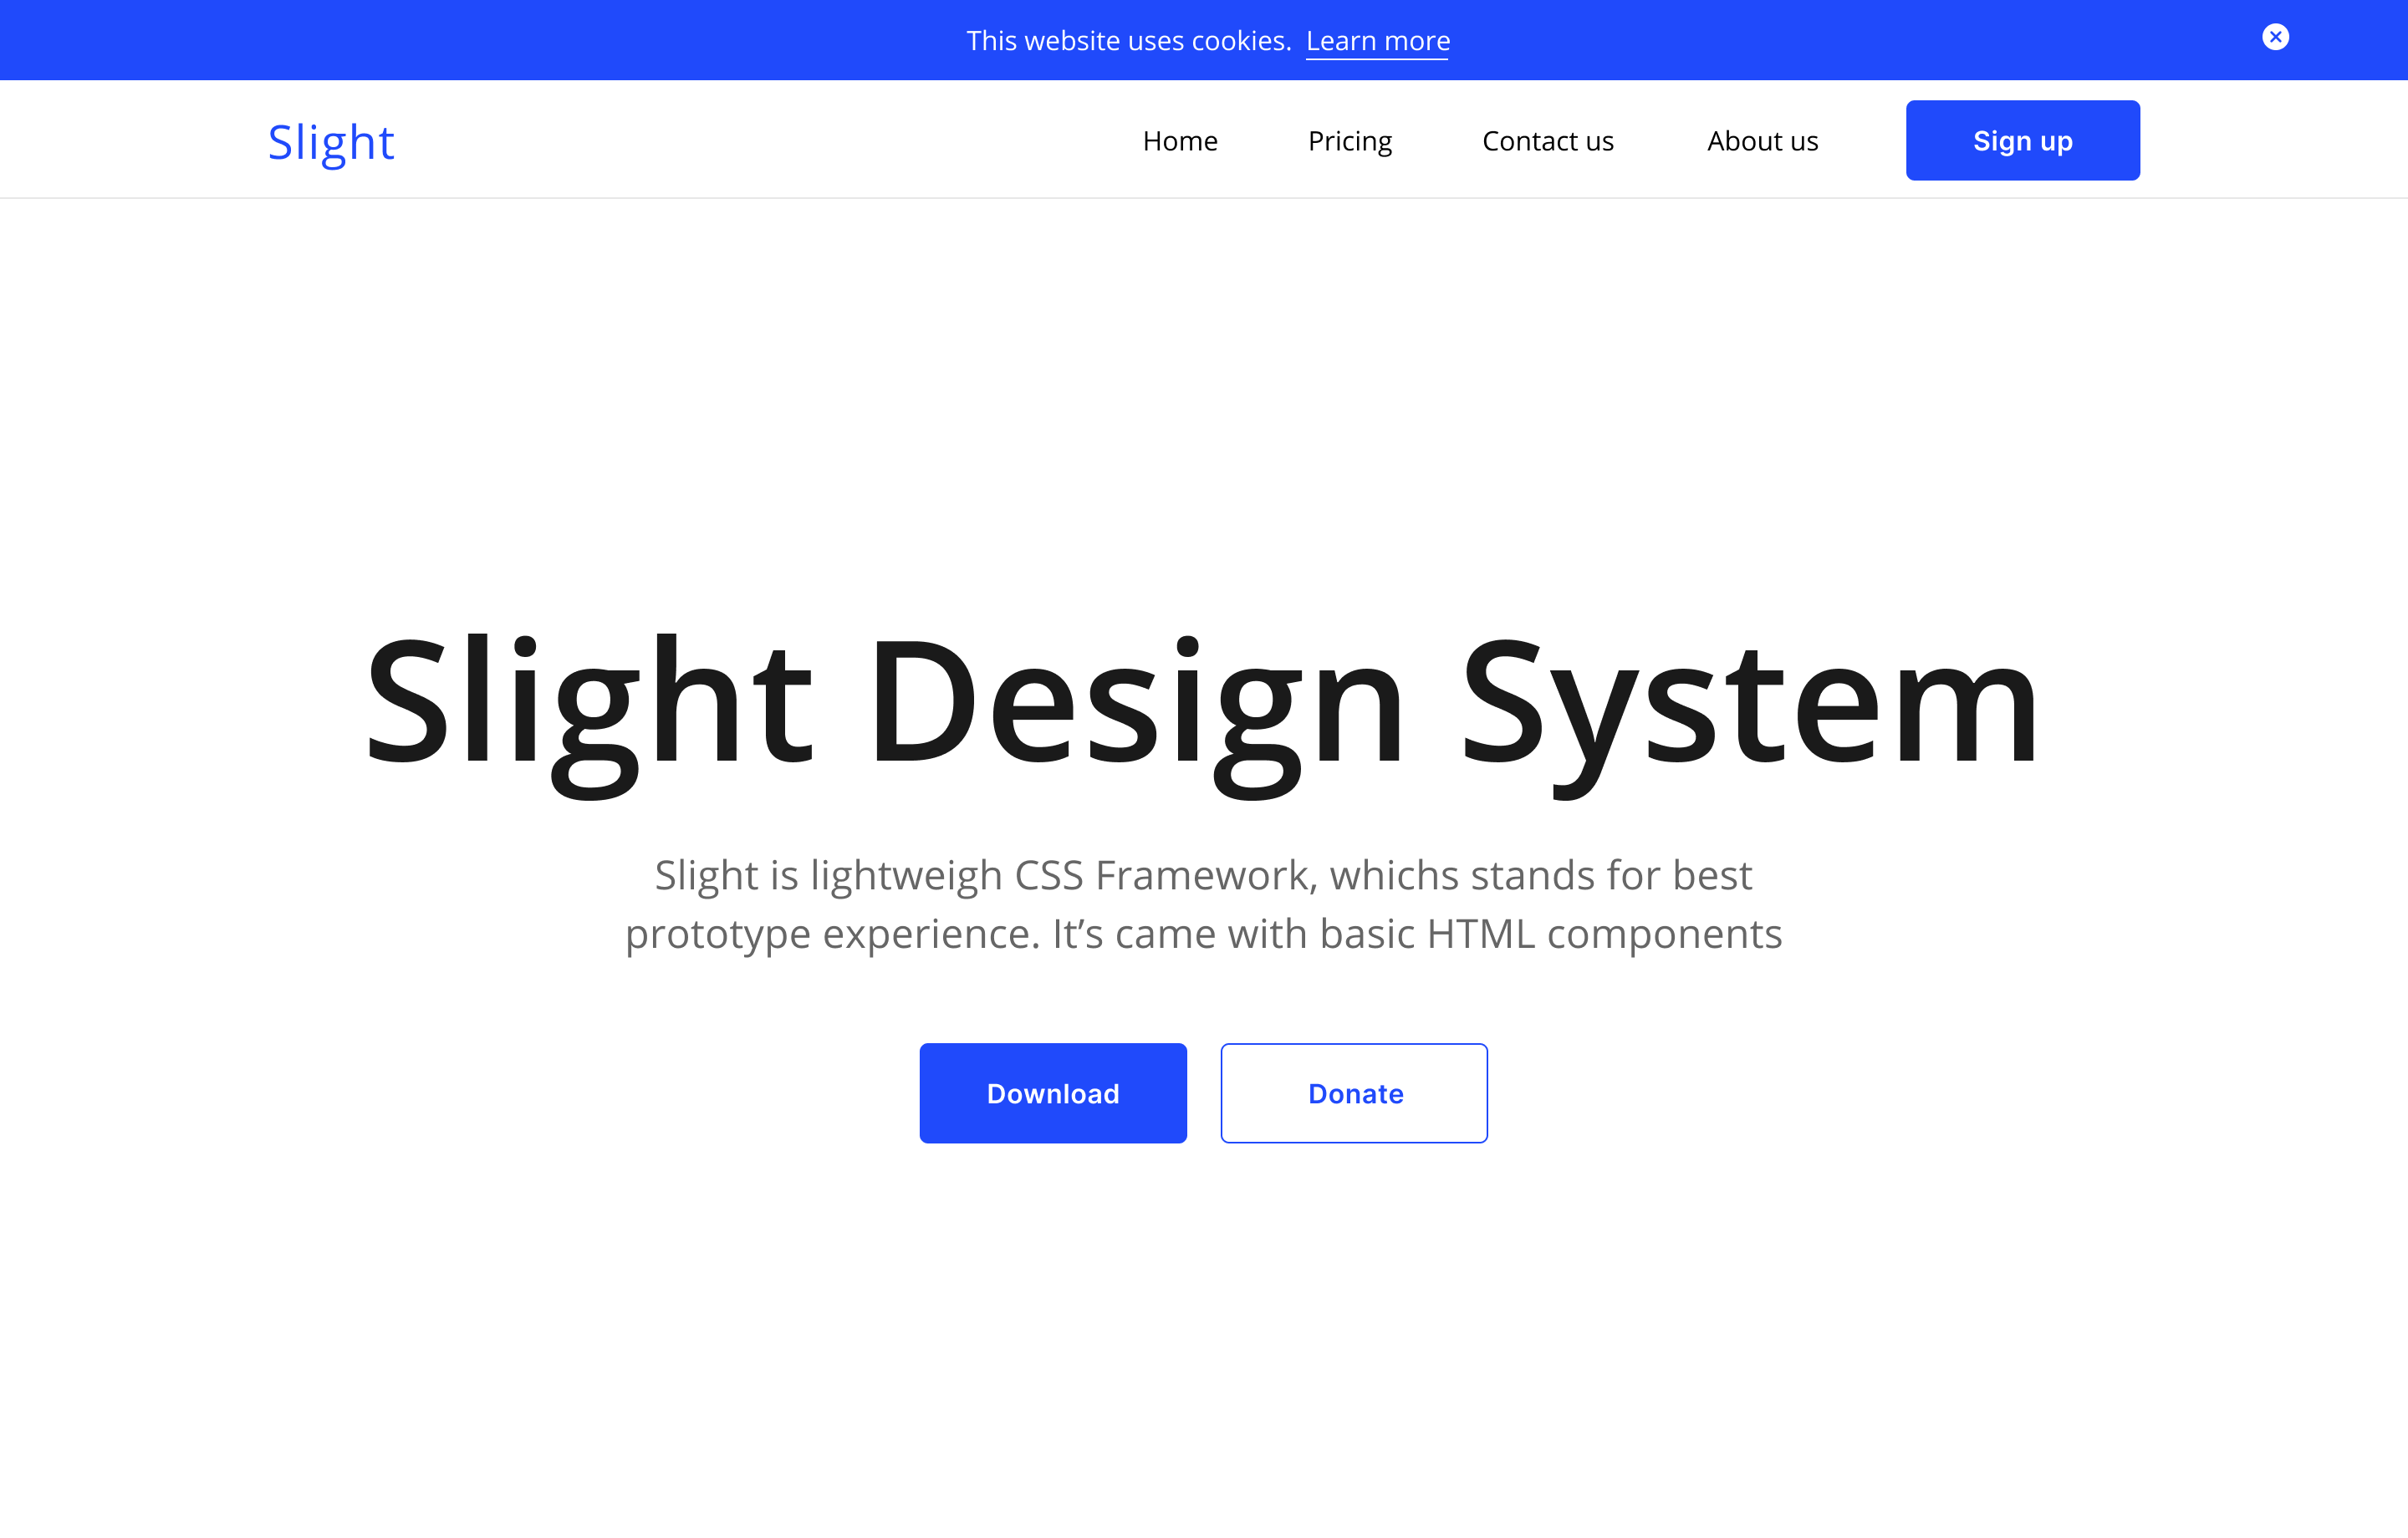 This website uses cookies. Learn more
Slight
Home
Pricing
Contact us
About us
Sign up
Slight Design System
Slight is lightweigh CSS Framework, whichs stands for best
prototype experience. It’s came with basic HTML components
Download
Donate